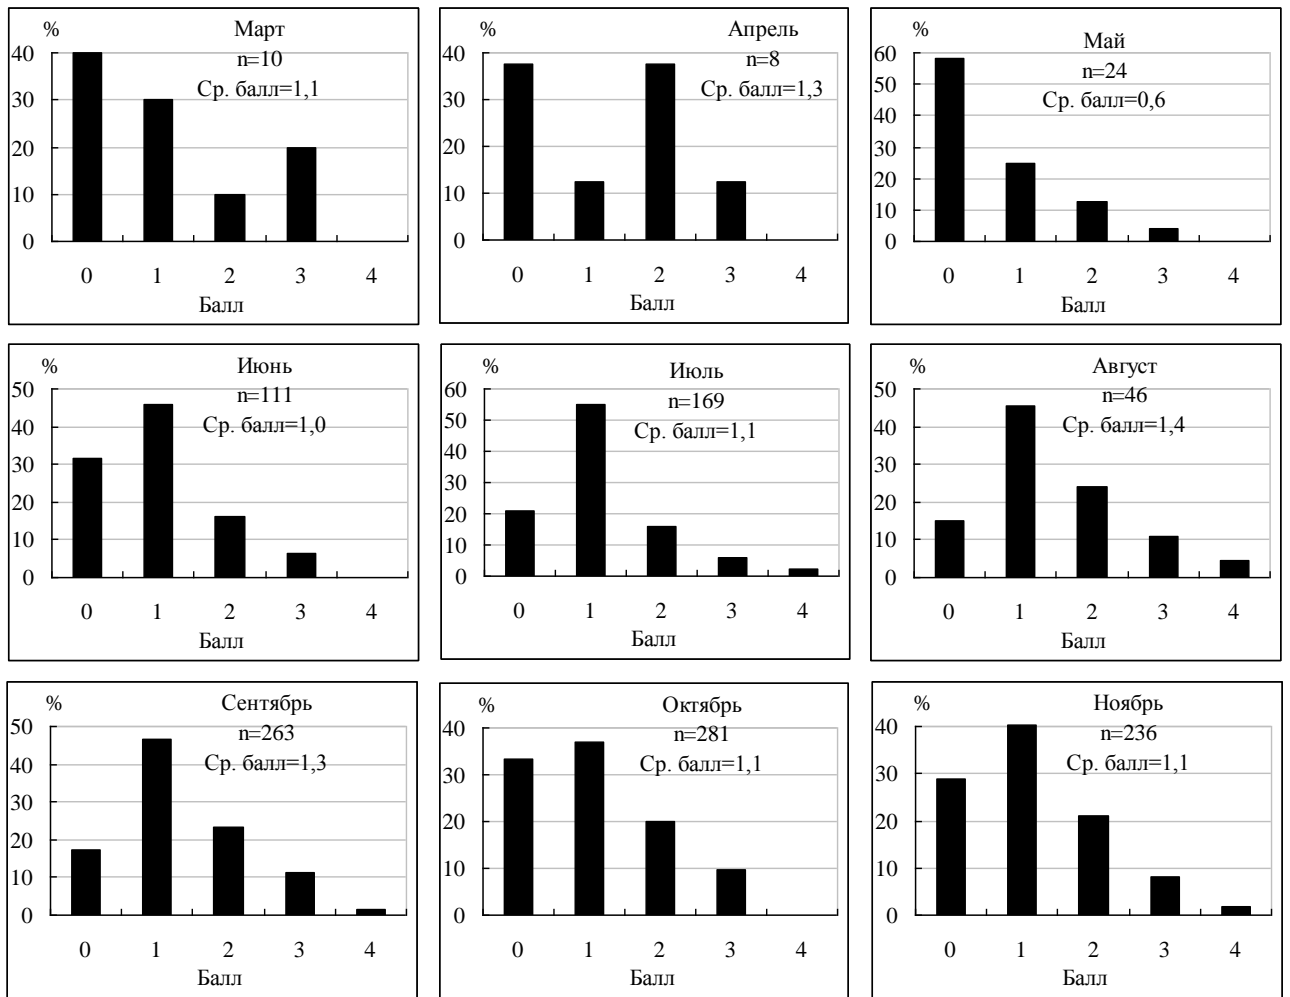 %
Март
n=10
Ср. балл=1,1
40
30
20
10
0
0 1 2 3 4
Балл
%
Апрель
n=8
Ср. балл=1,3
40
30
20
10
0
0 1 2 3 4
Балл
%
Май
n=24
Ср. балл=0,6
60
50
40
30
20
10
0
0 1 2 3 4
Балл
%
Июнь
n=111
Ср. балл=1,0
50
40
30
20
10
0
0 1 2 3 4
Балл
%
Июль
n=169
Ср. балл=1,1
60
50
40
30
20
10
0
0 1 2 3 4
Балл
%
Август
n=46
Ср. балл=1,4
50
40
30
20
10
0
0 1 2 3 4
Балл
%
Сентябрь
n=263
Ср. балл=1,3
50
40
30
20
10
0
0 1 2 3 4
Балл
%
Октябрь
n=281
Ср. балл=1,1
40
30
20
10
0
0 1 2 3 4
Балл
%
Ноябрь
n=236
Ср. балл=1,1
40
30
20
10
0
0 1 2 3 4
Балл